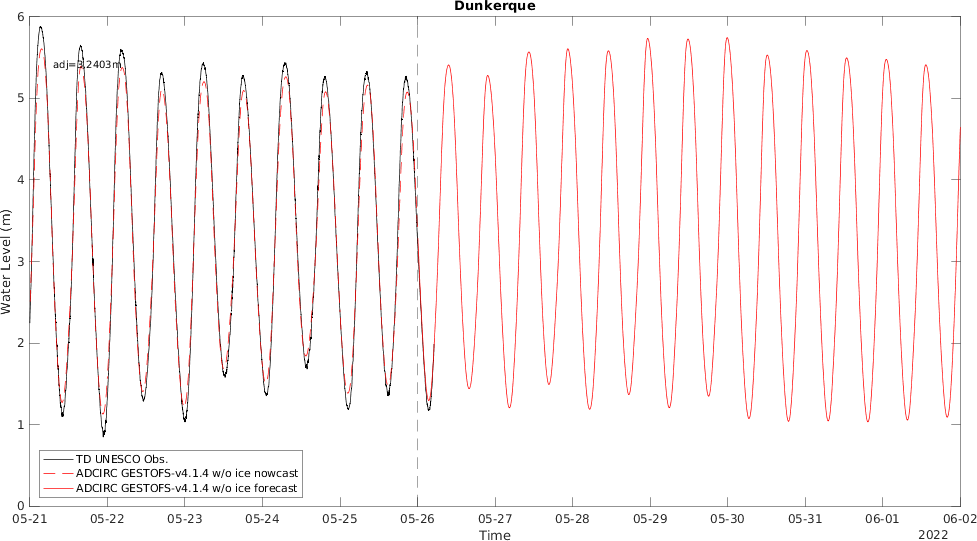 Dunkerque
6
5
4
3
2
1
0
Water Level (m)
adj=3.2403m
TD UNESCO Obs.
ADCIRC GESTOFS-v4.1.4 w/o ice nowcast
ADCIRC GESTOFS-v4.1.4 w/o ice forecast
05-21 05-22 05-23 05-24 05-25 05-26 05-27 05-28 05-29 05-30 05-31 06-01 06-02
Time
2022